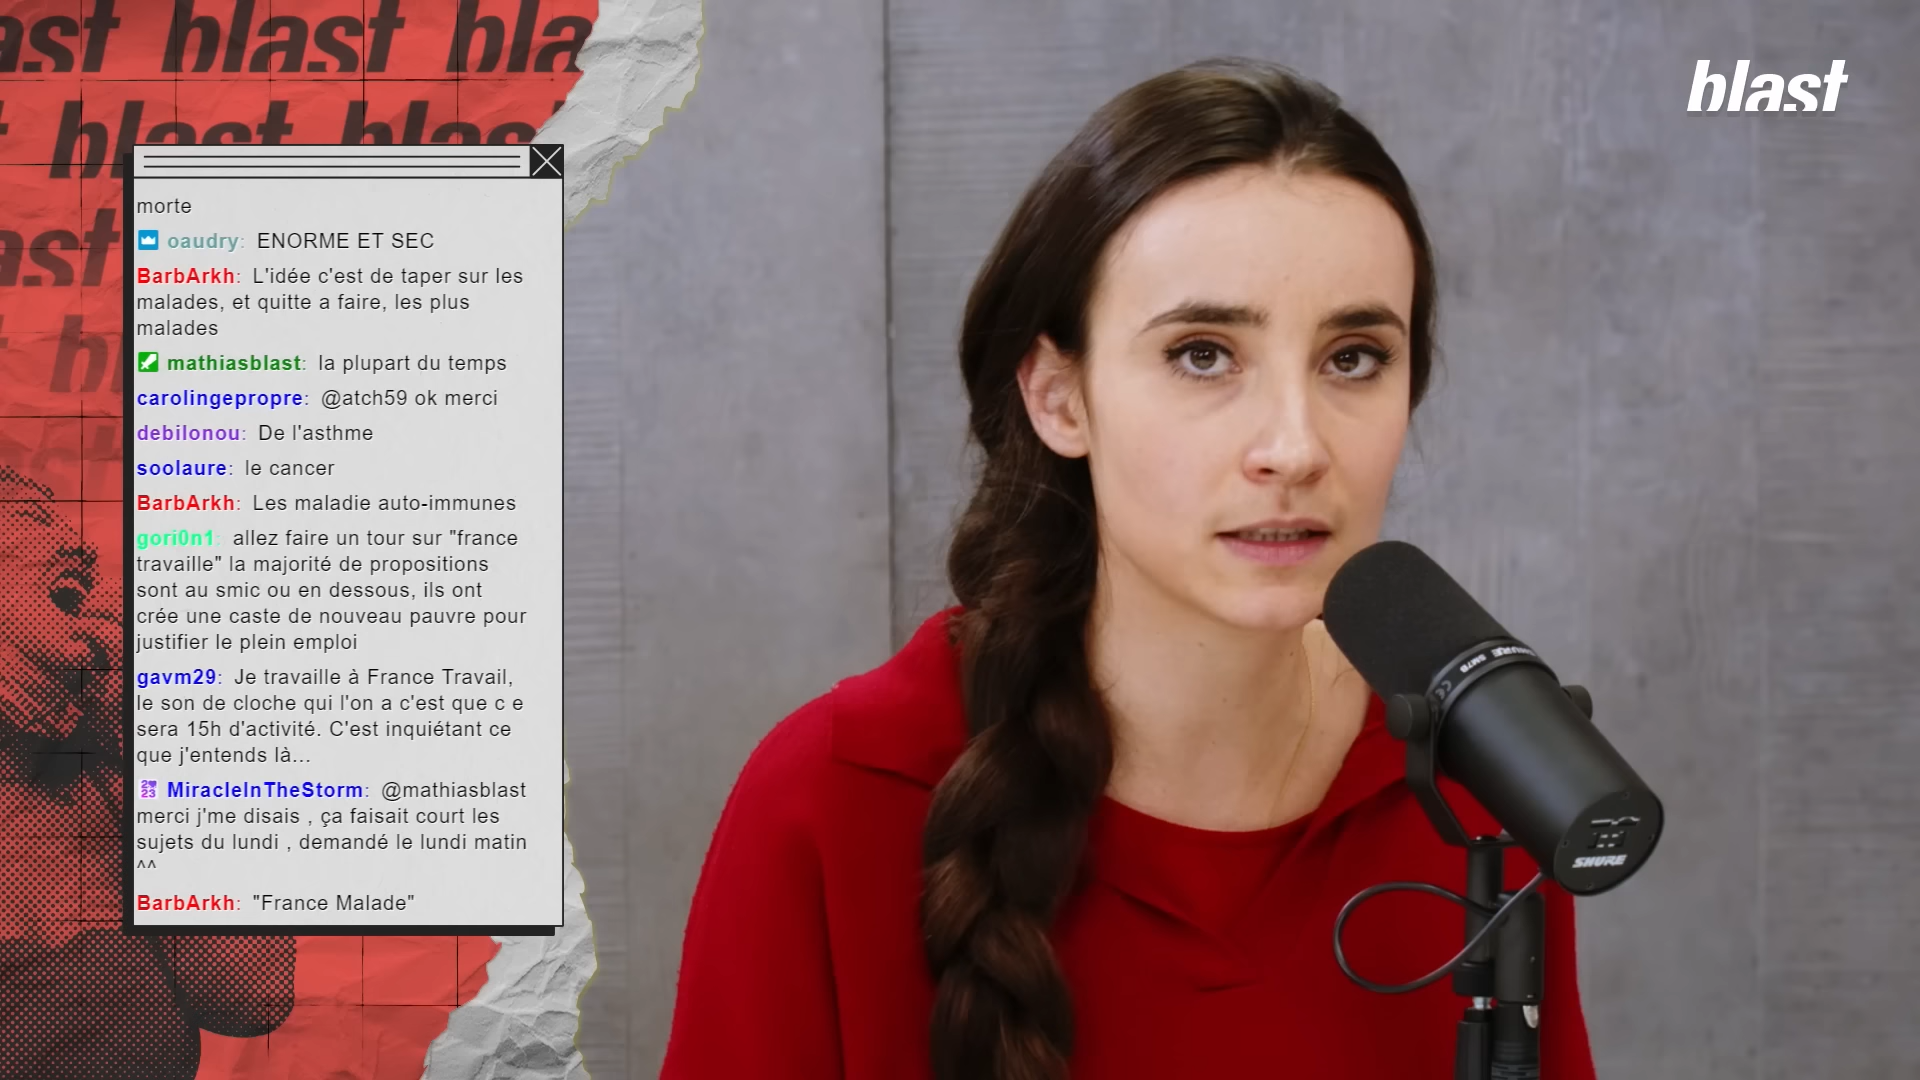 ast blast bla
blast blas
ast
bl
blast
morte
oaudry: ENORME ET SEC
BarbArkh: L'idée c'est de taper sur les
malades, et quitte a faire, les plus
malades
mathiasblast: la plupart du temps
carolingepropre: @atch59 ok merci
debilonou: De l'asthme
soolaure: le cancer
BarbArkh: Les maladie auto-immunes
gori0n1: allez faire un tour sur "france
travaille" la majorité de propositions
sont au smic ou en dessous, ils ont
crée une caste de nouveau pauvre pour
justifier le plein emploi
gavm29: Je travaille à France Travail,
le son de cloche qui l'on a c'est que c e
sera 15h d'activité. C'est inquiétant ce
que j'entends là...
MiracleInTheStorm: @mathiasblast
merci j'me disais , ça faisait court les
sujets du lundi , demandé le lundi matin
^^
BarbArkh: "France Malade"
SHURE SM7B
SHURE